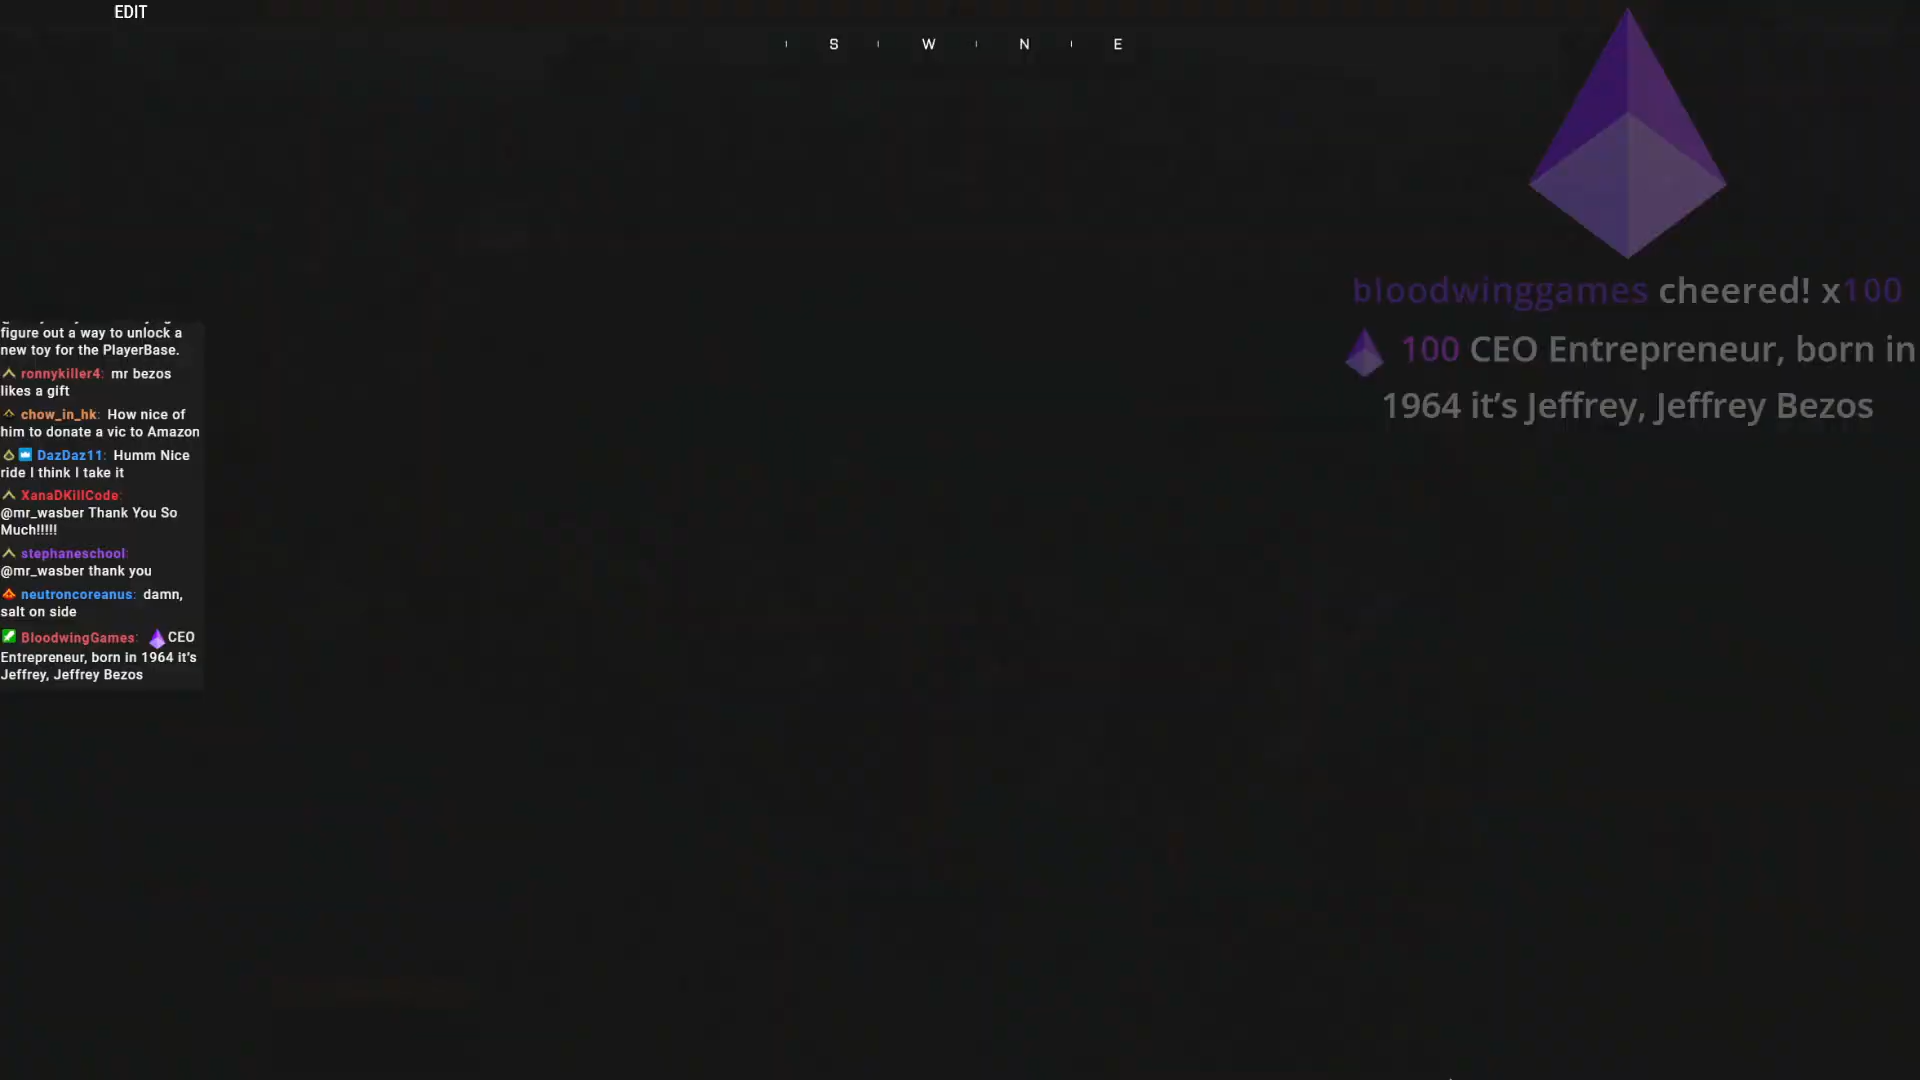 EDIT
S W N E
figure out a way to unlock a
new toy for the PlayerBase.
ronnykiller4: mr bezos
likes a gift
chow_in_hk: How nice of
him to donate a vic to Amazon
DazDaz11: Humm Nice
ride I think I take it
XanaDKillCode:
@mr_wasber Thank You So
Much!!!!!
stephaneschool:
@mr_wasber thank you
neutroncoreanus: damn,
salt on side
BloodwingGames: CEO
Entrepreneur, born in 1964 it's
Jeffrey, Jeffrey Bezos
bloodwinggames cheered! x100
100 CEO Entrepreneur, born in
1964 it's Jeffrey, Jeffrey Bezos